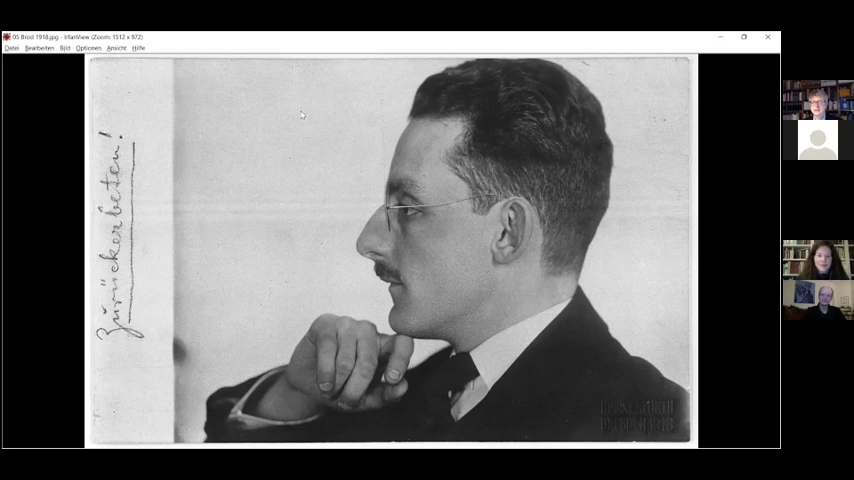 05 Brod 1918.jpg - IrfanView (Zoom: 1512 x 972)
Datei Bearbeiten Bild Optionen Ansicht Hilfe
Zurückerbeten!